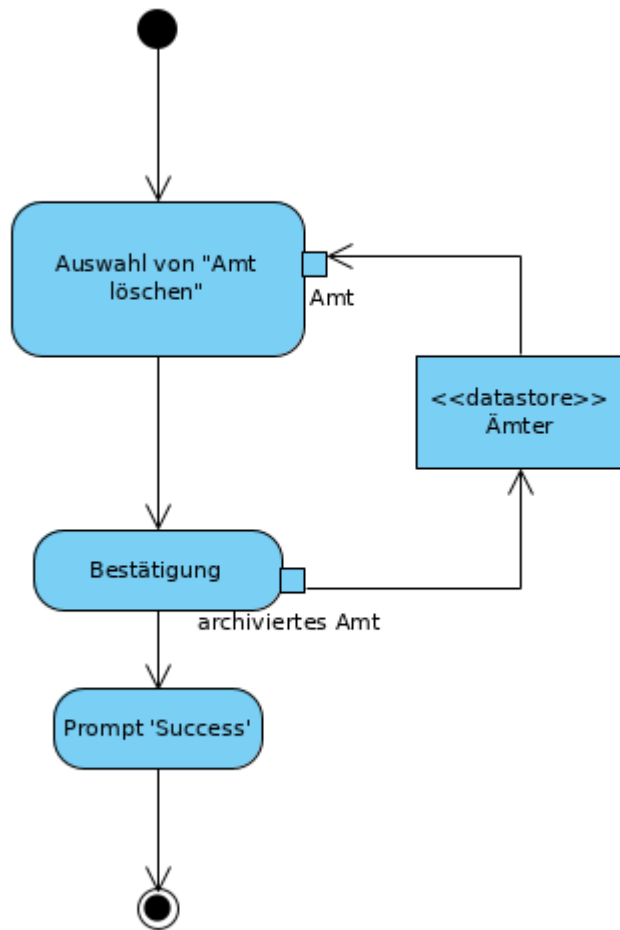 Auswahl von "Amt
löschen"
Amt
<<datastore>>
Ämter
Bestätigung
archiviertes Amt
Prompt 'Success'